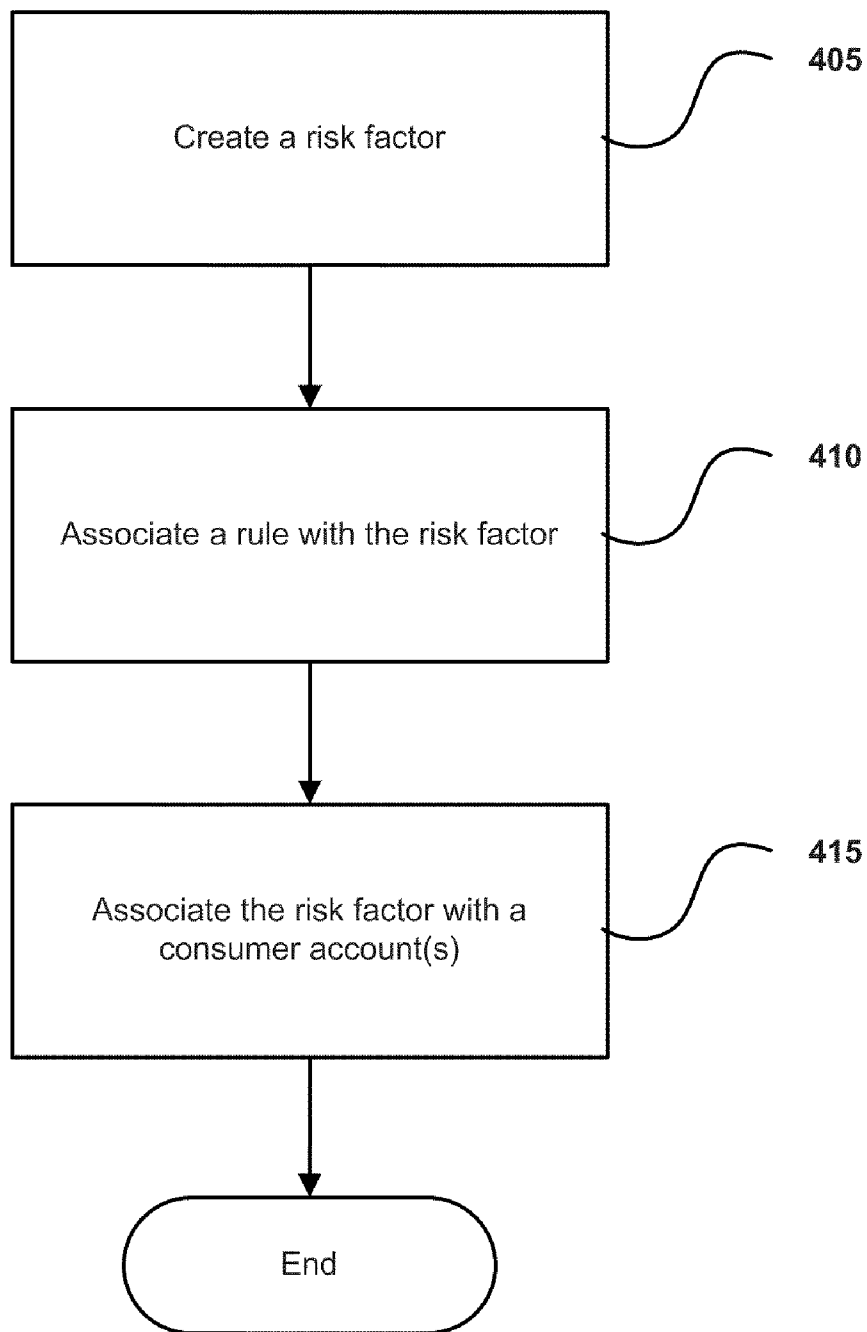 Create a risk factor
405
Associate a rule with the risk factor
410
Associate the risk factor with a
consumer account(s)
415
End